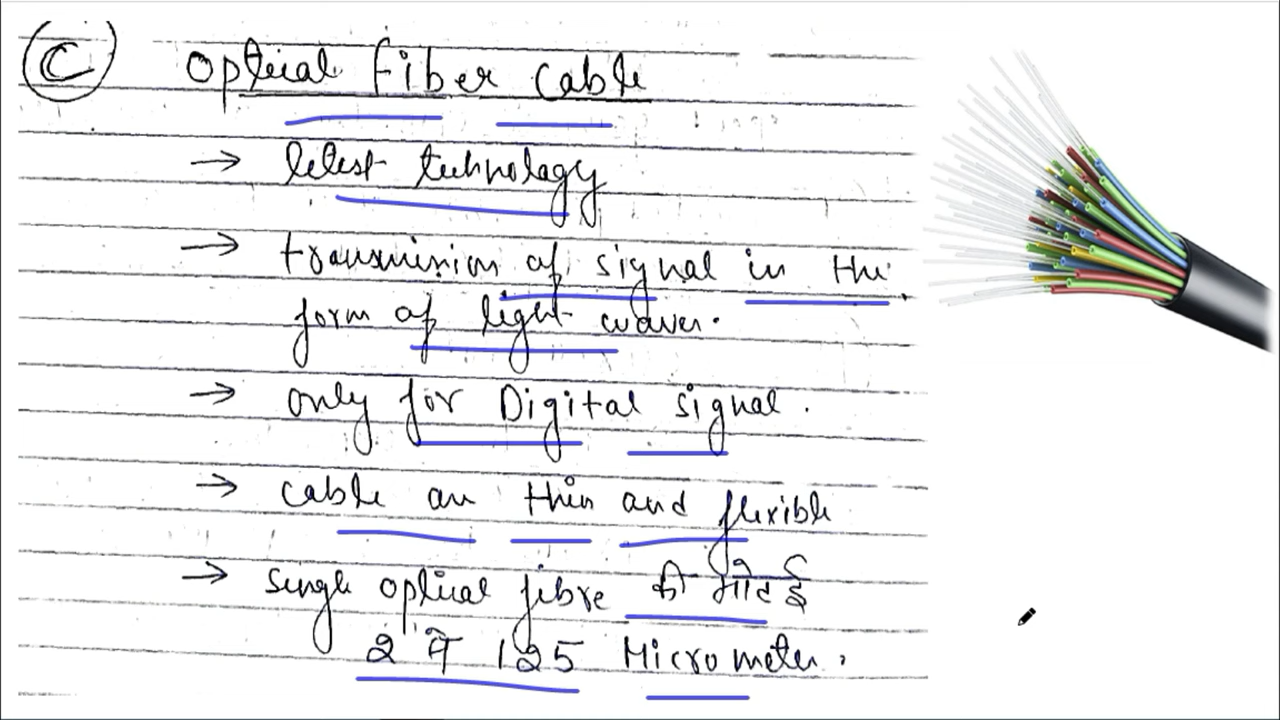 C Optical Fiber Cable
→ letest technology
→ transmission of signal in the
form of light waves.
→ only for Digital signal.
→ cable are thin and flexible
→ single optical fibre की मोटाई
2 से 125 Micrometer.